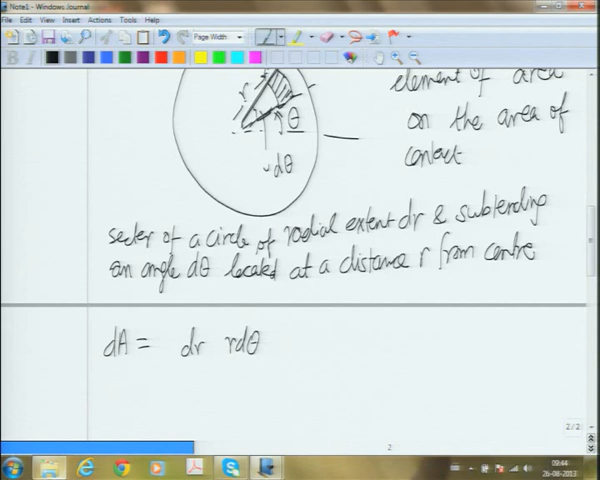 Note1 - Windows Journal
File Edit View Insert Actions Tools Help
Page Width
B I
r
θ
dθ
element of area
on the area of
contact
sector of a circle of radial extent dr & subtending
an angle dθ located at a distance r from centre
dA = dr rdθ
2/2
2
09:44
26-08-2013